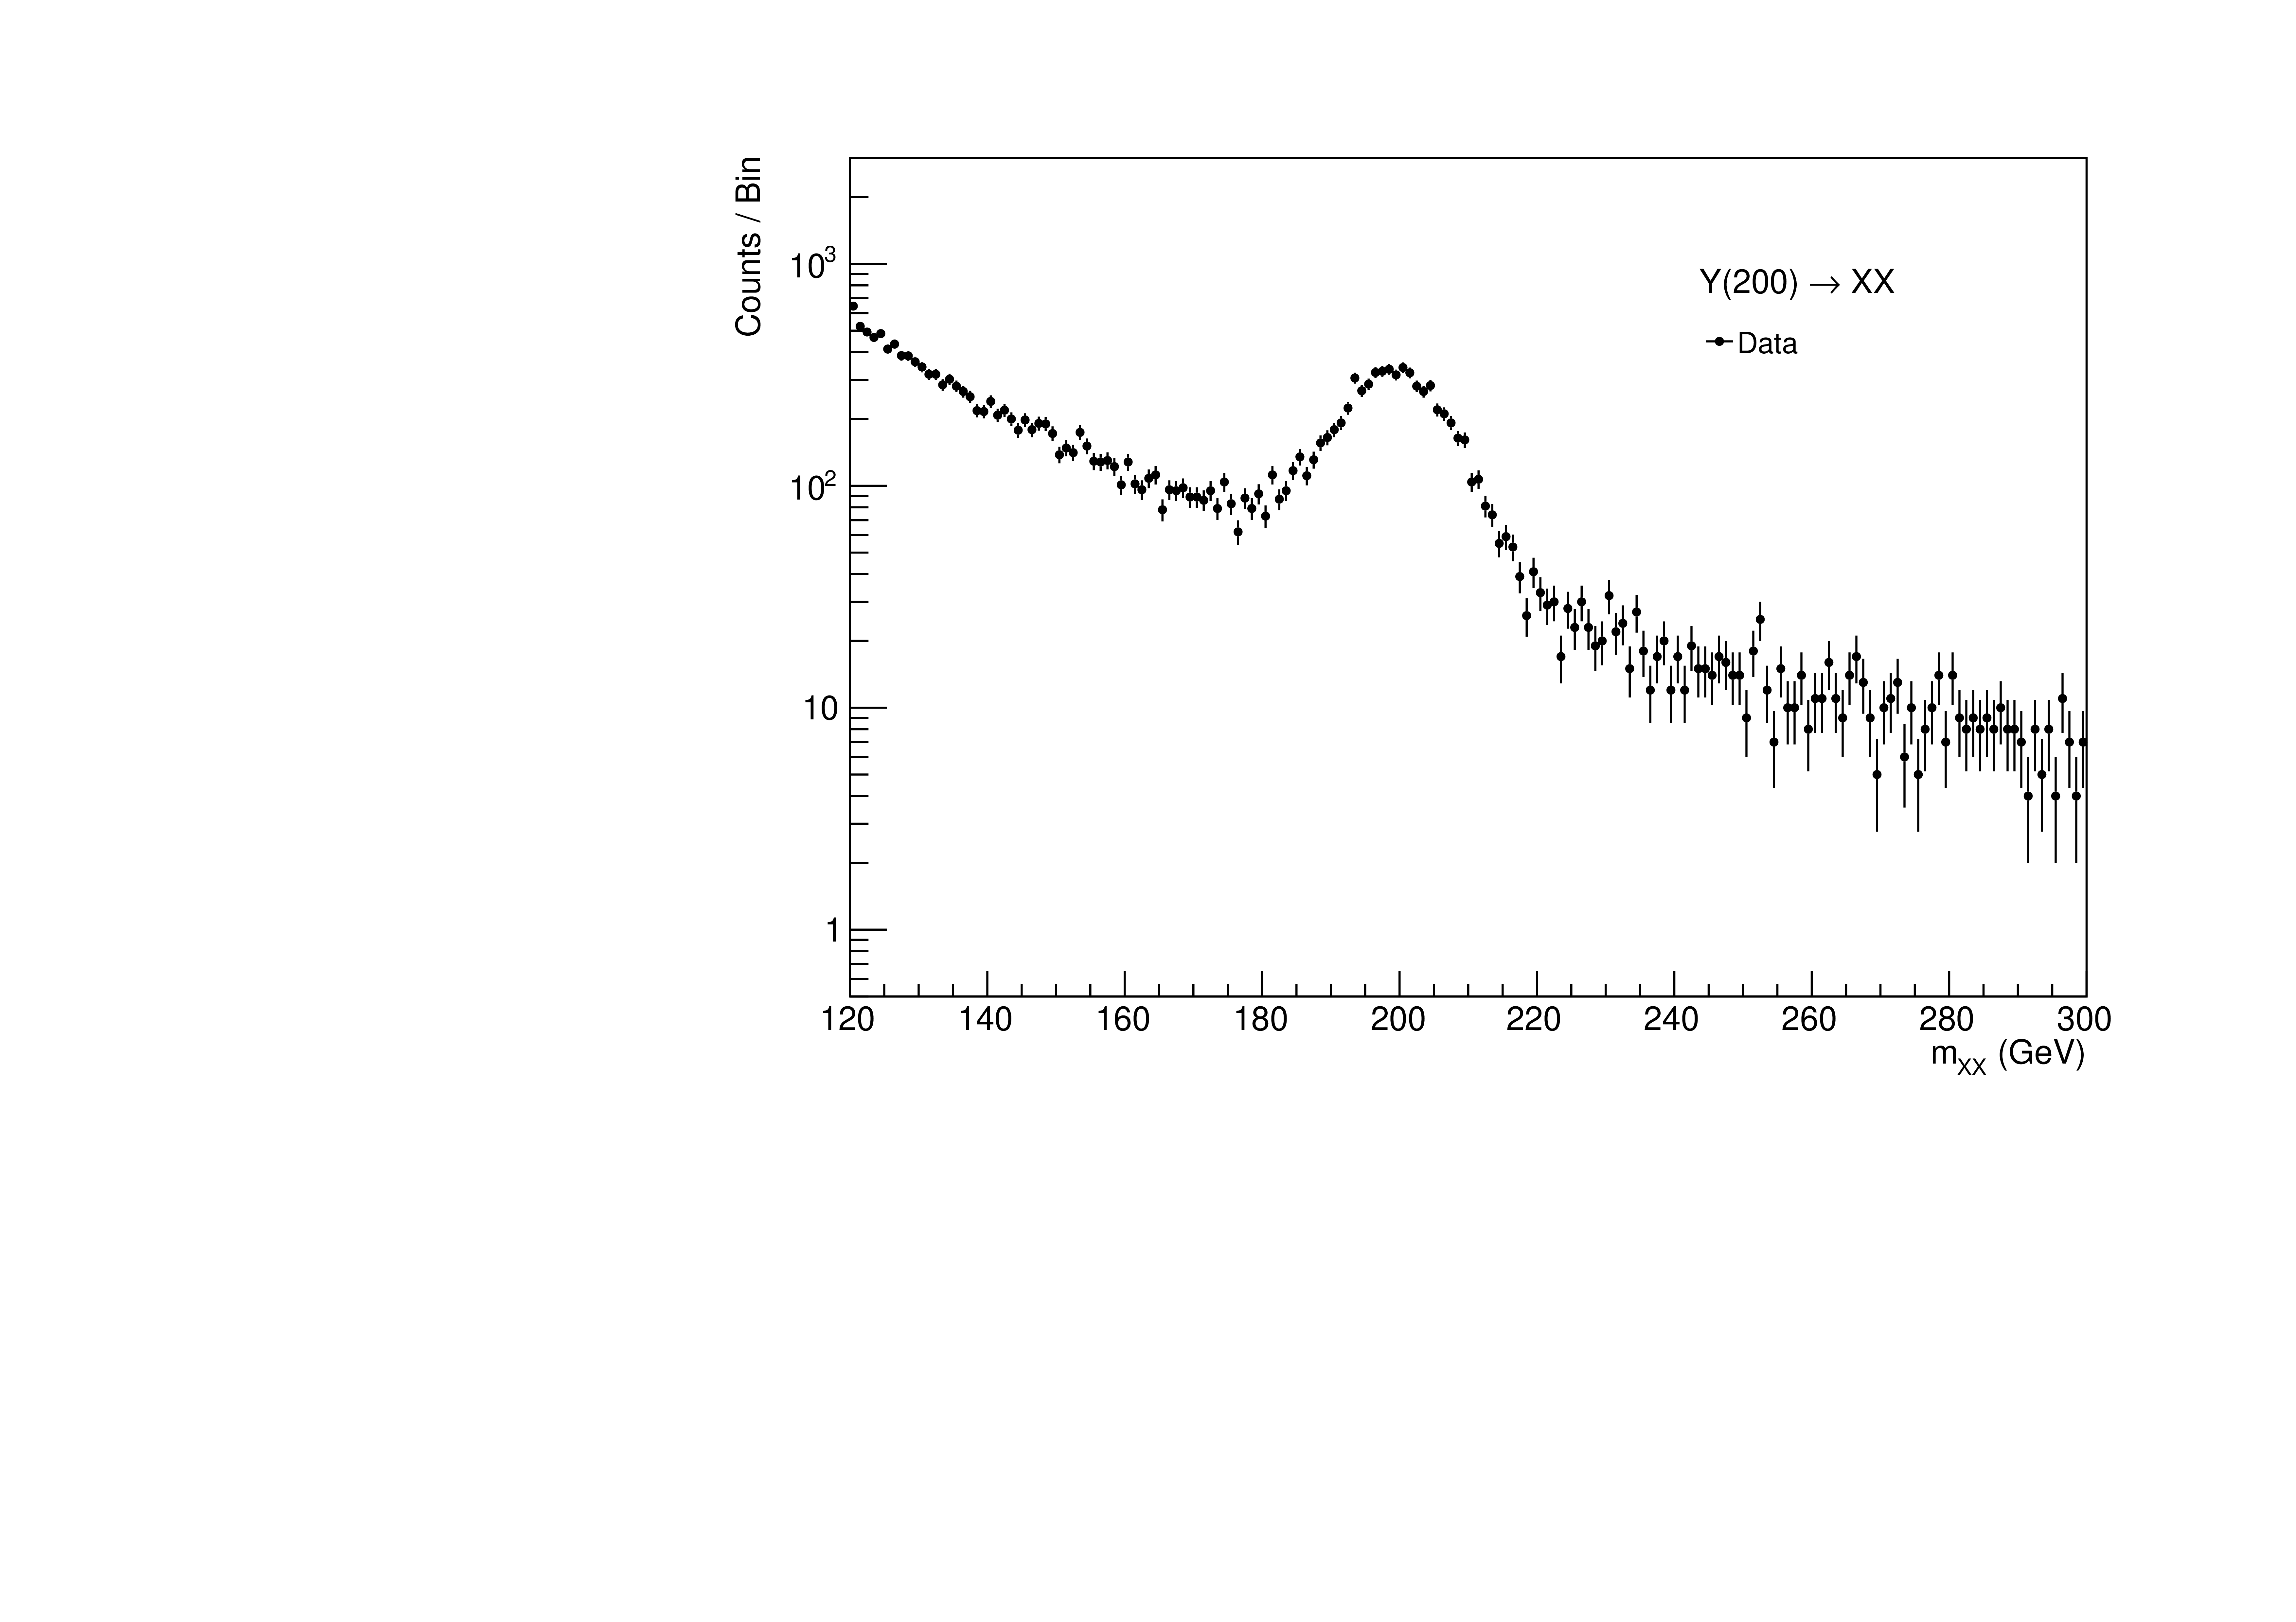 Counts / Bin
10³
10²
10
1
Y(200) → XX
Data
120 140 160 180 200 220 240 260 280 300
m_XX (GeV)